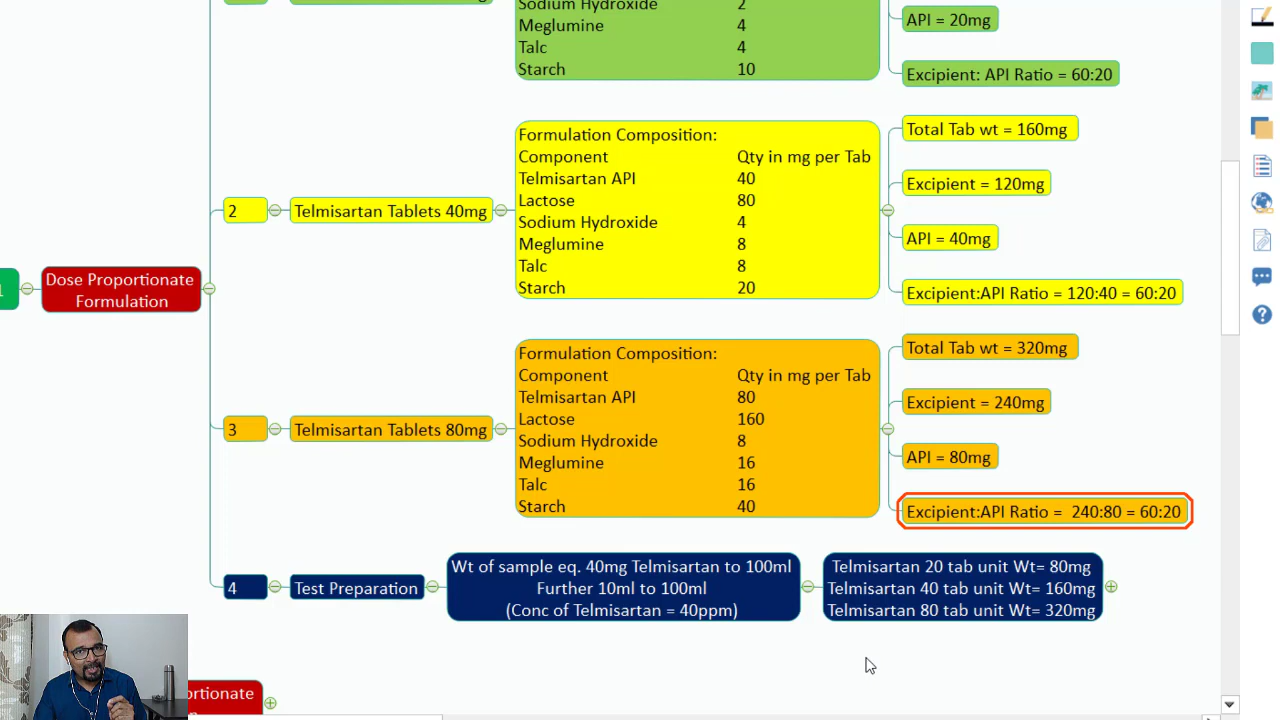 Sodium Hydroxide 2
Meglumine 4
Talc 4
Starch 10
API = 20mg
Excipient: API Ratio = 60:20
Dose Proportionate
Formulation
2
Telmisartan Tablets 40mg
Formulation Composition:
Component Qty in mg per Tab
Telmisartan API 40
Lactose 80
Sodium Hydroxide 4
Meglumine 8
Talc 8
Starch 20
Total Tab wt = 160mg
Excipient = 120mg
API = 40mg
Excipient:API Ratio = 120:40 = 60:20
3
Telmisartan Tablets 80mg
Formulation Composition:
Component Qty in mg per Tab
Telmisartan API 80
Lactose 160
Sodium Hydroxide 8
Meglumine 16
Talc 16
Starch 40
Total Tab wt = 320mg
Excipient = 240mg
API = 80mg
Excipient:API Ratio = 240:80 = 60:20
4
Test Preparation
Wt of sample eq. 40mg Telmisartan to 100ml
Further 10ml to 100ml
(Conc of Telmisartan = 40ppm)
Telmisartan 20 tab unit Wt= 80mg
Telmisartan 40 tab unit Wt= 160mg
Telmisartan 80 tab unit Wt= 320mg
ortionate